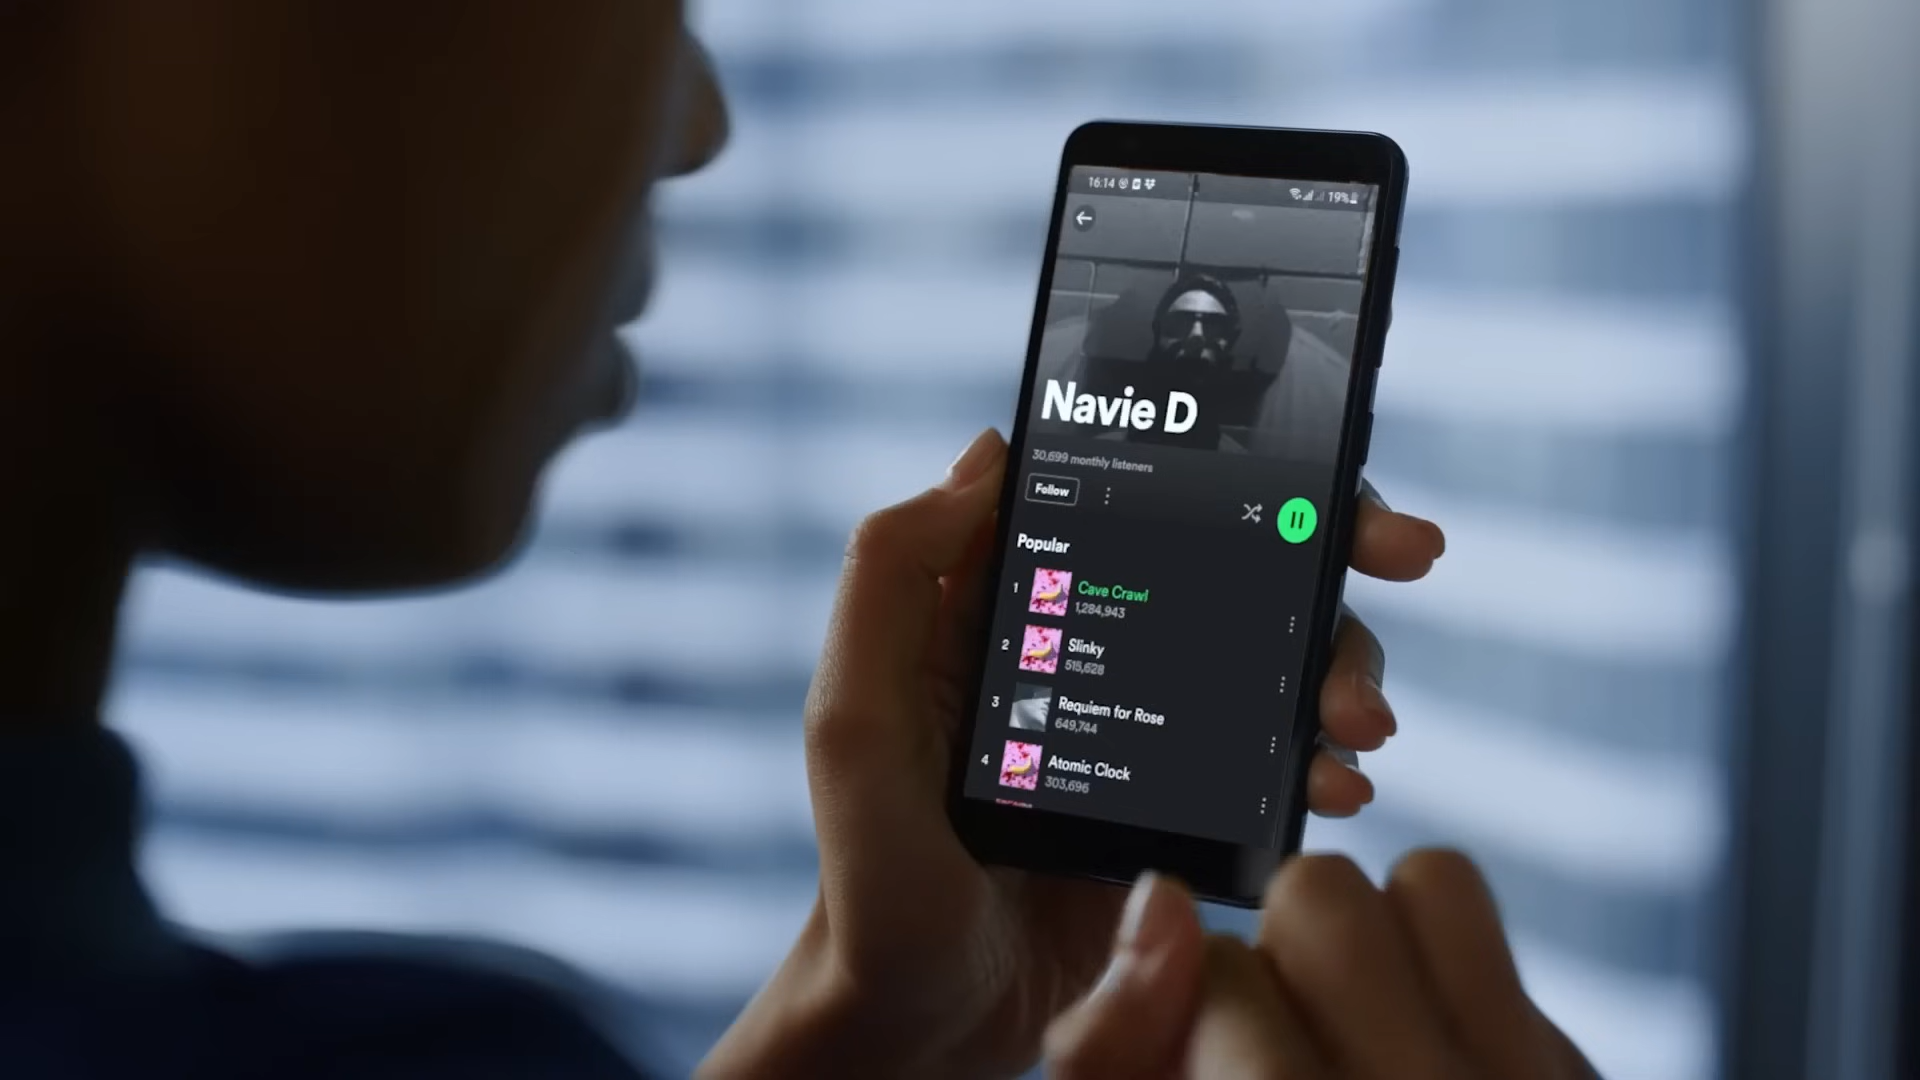 16:14
19%
Navie D
30,699 monthly listeners
Follow
Popular
1
Cave Crawl
1,284,943
2
Slinky
515,628
3
Requiem for Rose
649,744
4
Atomic Clock
303,696